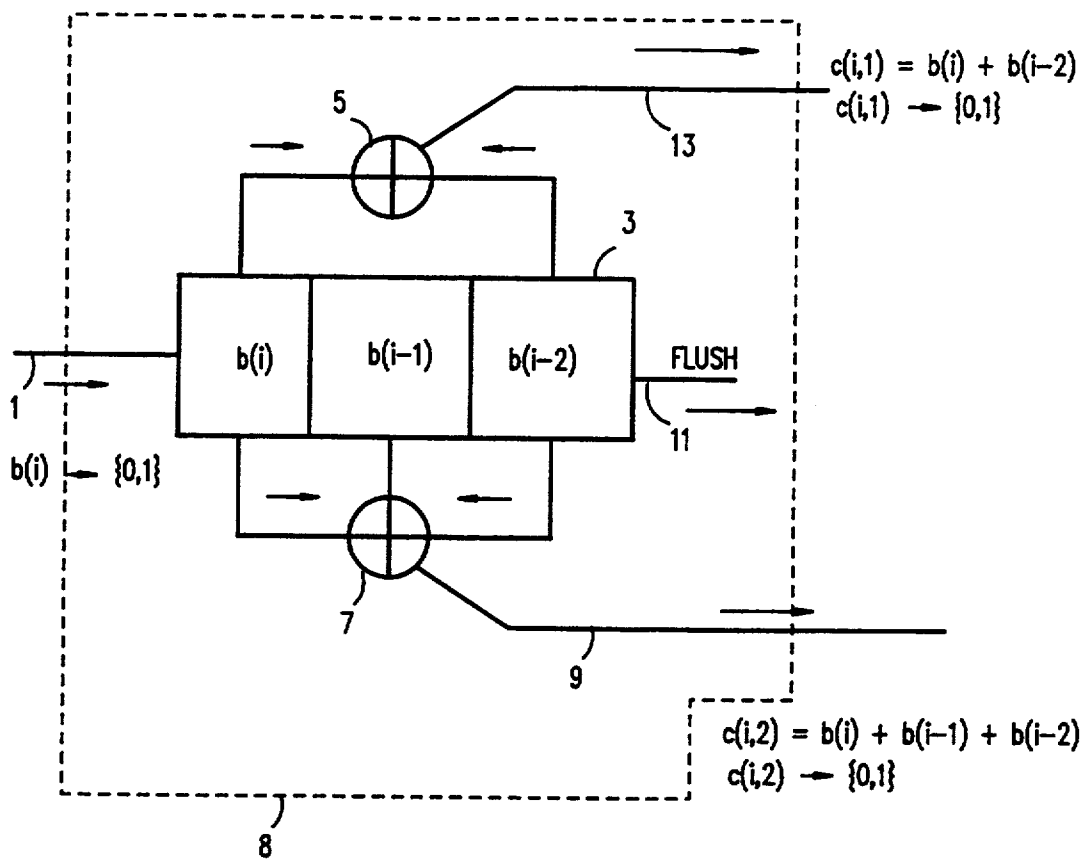 c(i,1) = b(i) + b(i-2)
c(i,1) → {0,1}
5
13
3
b(i)
b(i-1)
b(i-2)
FLUSH
1
11
b(i) → {0,1}
7
9
c(i,2) = b(i) + b(i-1) + b(i-2)
c(i,2) → {0,1}
8